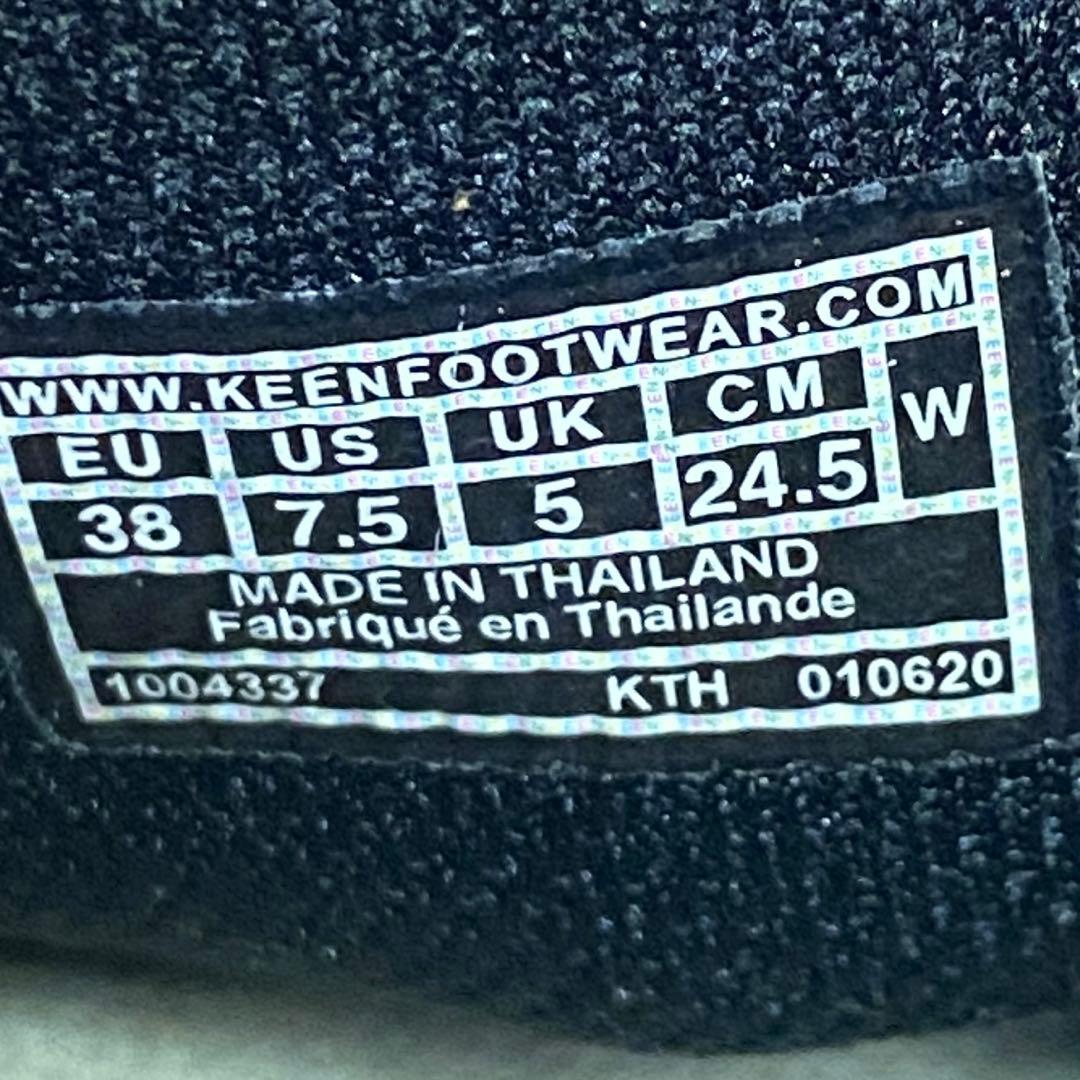 WWW.KEENFOOTWEAR.COM
EU US UK CM W
38 7.5 5 24.5
MADE IN THAILAND
Fabriqué en Thaïlande
1004337 KTH 010620